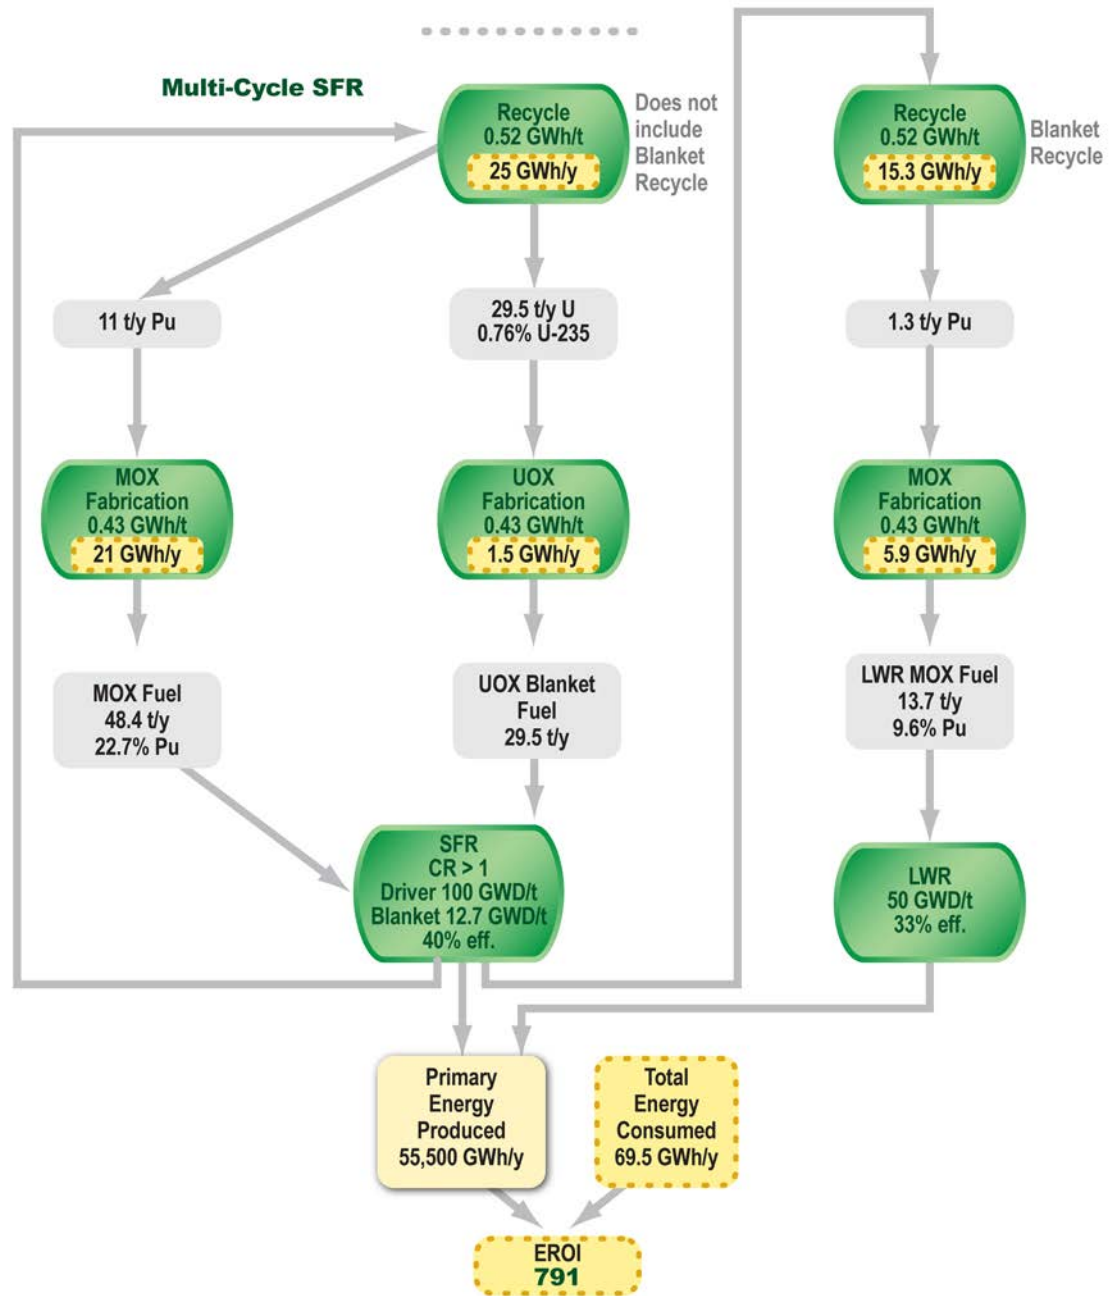 Multi-Cycle SFR
Recycle
0.52 GWh/t
25 GWh/y
Does not
include
Blanket
Recycle
Recycle
0.52 GWh/t
15.3 GWh/y
Blanket
Recycle
11 t/y Pu
29.5 t/y U
0.76% U-235
1.3 t/y Pu
MOX
Fabrication
0.43 GWh/t
21 GWh/y
UOX
Fabrication
0.43 GWh/t
1.5 GWh/y
MOX
Fabrication
0.43 GWh/t
5.9 GWh/y
MOX Fuel
48.4 t/y
22.7% Pu
UOX Blanket
Fuel
29.5 t/y
LWR MOX Fuel
13.7 t/y
9.6% Pu
SFR
CR > 1
Driver 100 GWD/t
Blanket 12.7 GWD/t
40% eff.
LWR
50 GWD/t
33% eff.
Primary
Energy
Produced
55,500 GWh/y
Total
Energy
Consumed
69.5 GWh/y
EROI
791